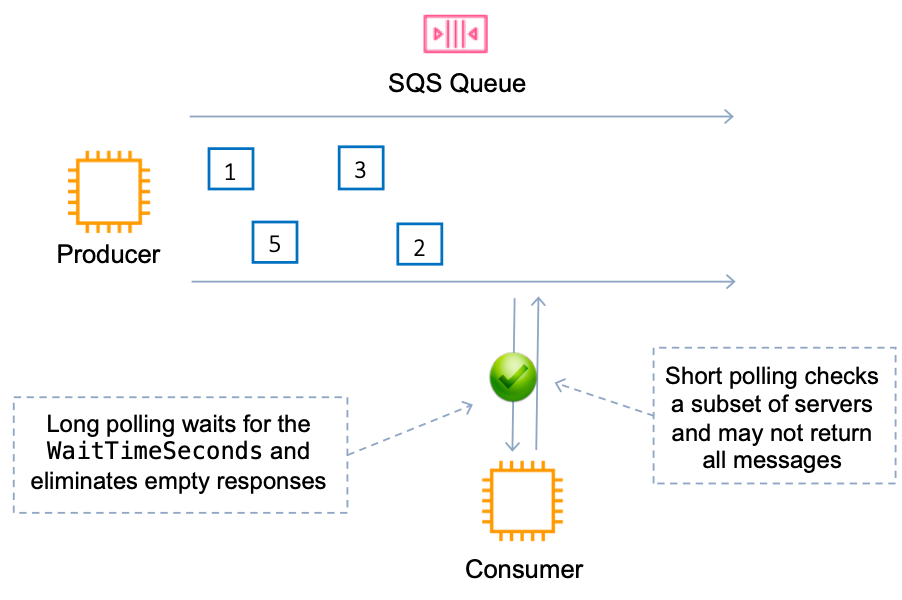 SQS Queue
1
3
Producer
5
2
Short polling checks
a subset of servers
and may not return
all messages
Long polling waits for the
WaitTimeSeconds and
eliminates empty responses
Consumer